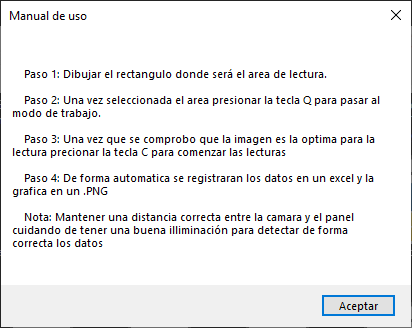 Manual de uso
Paso 1: Dibujar el rectangulo donde será el area de lectura.
Paso 2: Una vez seleccionada el area presionar la tecla Q para pasar al
modo de trabajo.
Paso 3: Una vez que se comprobo que la imagen es la optima para la
lectura precionar la tecla C para comenzar las lecturas
Paso 4: De forma automatica se registraran los datos en un excel y la
grafica en un .PNG
Nota: Mantener una distancia correcta entre la camara y el panel
cuidando de tener una buena illiminación para detectar de forma
correcta los datos
Aceptar